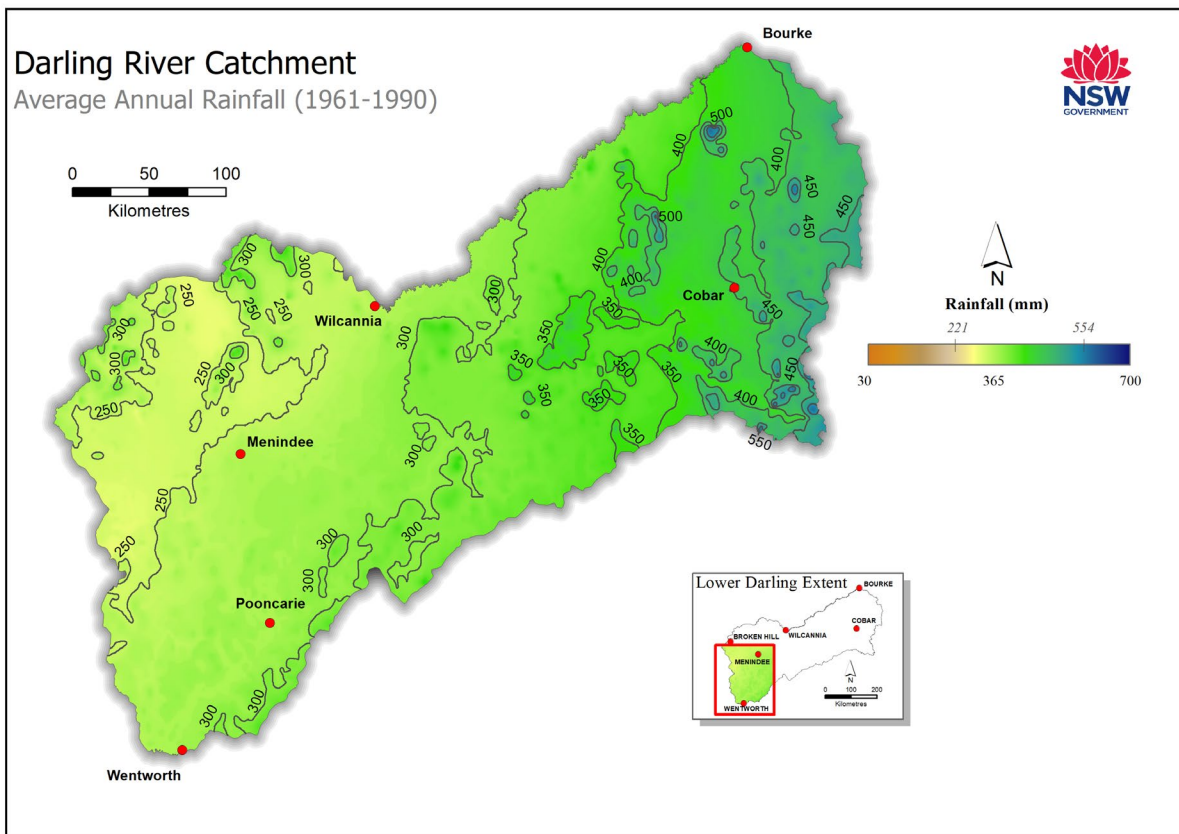 Darling River Catchment
Average Annual Rainfall (1961-1990)
0 50 100
Kilometres
Bourke
NSW
GOVERNMENT
500
400
400
450
450
450
500
400
400
Cobar
450
350
300
300
300
250
250
250
300
300
Wilcannia
300
350
350
350
350
350
350
400
450
400
550
250
300
250
Menindee
250
300
300
300
300
250
Pooncarie
300
300
Wentworth
N
Rainfall (mm)
221 554
30 365 700
Lower Darling Extent
BOURKE
COBAR
WILCANNIA
BROKEN HILL
MENINDEE
N
0 100 200
Kilometres
WENTWORTH